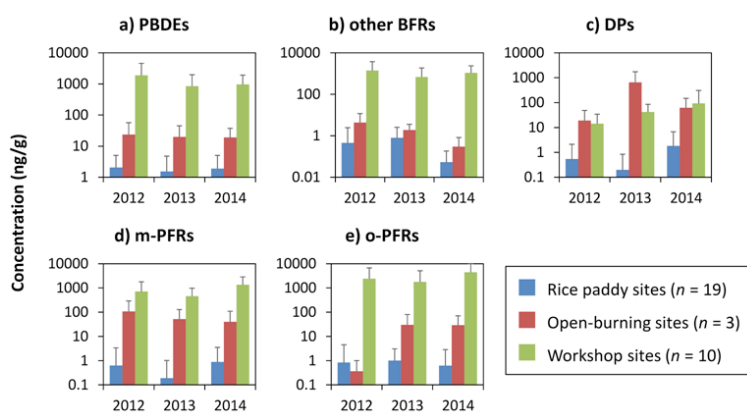 a) PBDEs
b) other BFRs
c) DPs
Concentration (ng/g)
10000
1000
100
10
1
2012 2013 2014
10000
100
1
0.01
2012 2013 2014
10000
1000
100
10
1
0.1
2012 2013 2014
d) m-PFRs
e) o-PFRs
10000
1000
100
10
1
0.1
2012 2013 2014
10000
1000
100
10
1
0.1
2012 2013 2014
Rice paddy sites (n = 19)
Open-burning sites (n = 3)
Workshop sites (n = 10)